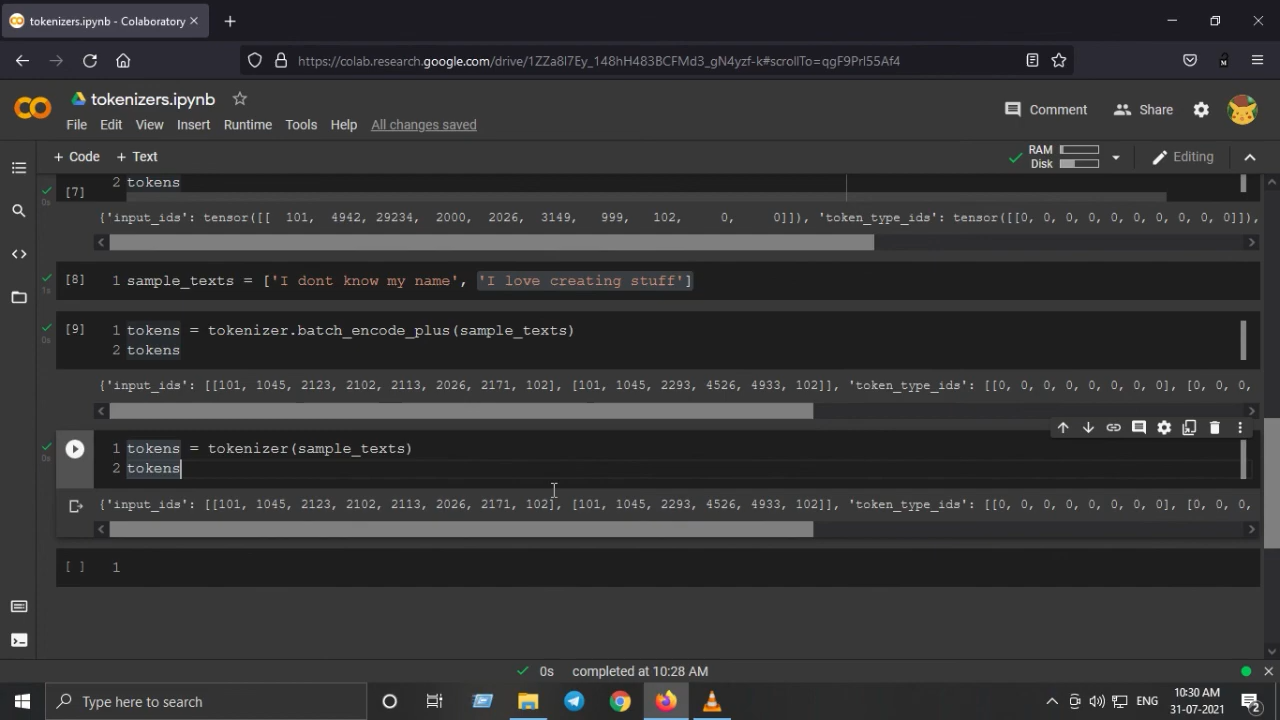 tokenizers.ipynb - Colaboratory
https://colab.research.google.com/drive/1ZZa8l7Ey_148hH483BCFMd3_gN4yzf-k#scrollTo=qgF9Prl55Af4
tokenizers.ipynb
File Edit View Insert Runtime Tools Help All changes saved
Comment Share
+ Code + Text
RAM
Disk
Editing
[7]
2 tokens
0s
{'input_ids': tensor([[ 101, 4942, 29234, 2000, 2026, 3149, 999, 102, 0, 0]]), 'token_type_ids': tensor([[0, 0, 0, 0, 0, 0, 0, 0, 0, 0]]),
[8] 1 sample_texts = ['I dont know my name', 'I love creating stuff']
1s
[9] 1 tokens = tokenizer.batch_encode_plus(sample_texts)
0s
2 tokens
{'input_ids': [[101, 1045, 2123, 2102, 2113, 2026, 2171, 102], [101, 1045, 2293, 4526, 4933, 102]], 'token_type_ids': [[0, 0, 0, 0, 0, 0, 0, 0], [0, 0, 0,
1 tokens = tokenizer(sample_texts)
0s
2 tokens
{'input_ids': [[101, 1045, 2123, 2102, 2113, 2026, 2171, 102], [101, 1045, 2293, 4526, 4933, 102]], 'token_type_ids': [[0, 0, 0, 0, 0, 0, 0, 0], [0, 0, 0,
[ ] 1
0s completed at 10:28 AM
Type here to search
ENG
10:30 AM
31-07-2021
2